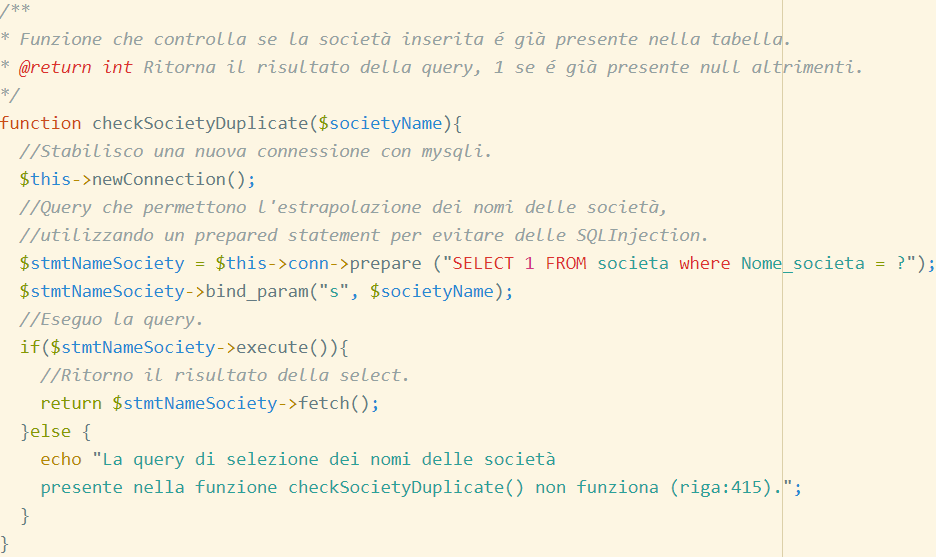 /**
* Funzione che controlla se la società inserita é già presente nella tabella.
* @return int Ritorna il risultato della query, 1 se é già presente null altrimenti.
*/
function checkSocietyDuplicate($societyName){
  //Stabilisco una nuova connessione con mysqli.
  $this->newConnection();
  //Query che permettono l'estrapolazione dei nomi delle società,
  //utilizzando un prepared statement per evitare delle SQLInjection.
  $stmtNameSociety = $this->conn->prepare ("SELECT 1 FROM societa where Nome_societa = ?");
  $stmtNameSociety->bind_param("s", $societyName);
  //Eseguo la query.
  if($stmtNameSociety->execute()){
    //Ritorno il risultato della select.
    return $stmtNameSociety->fetch();
  }else {
    echo "La query di selezione dei nomi delle società
    presente nella funzione checkSocietyDuplicate() non funziona (riga:415).";
  }
}